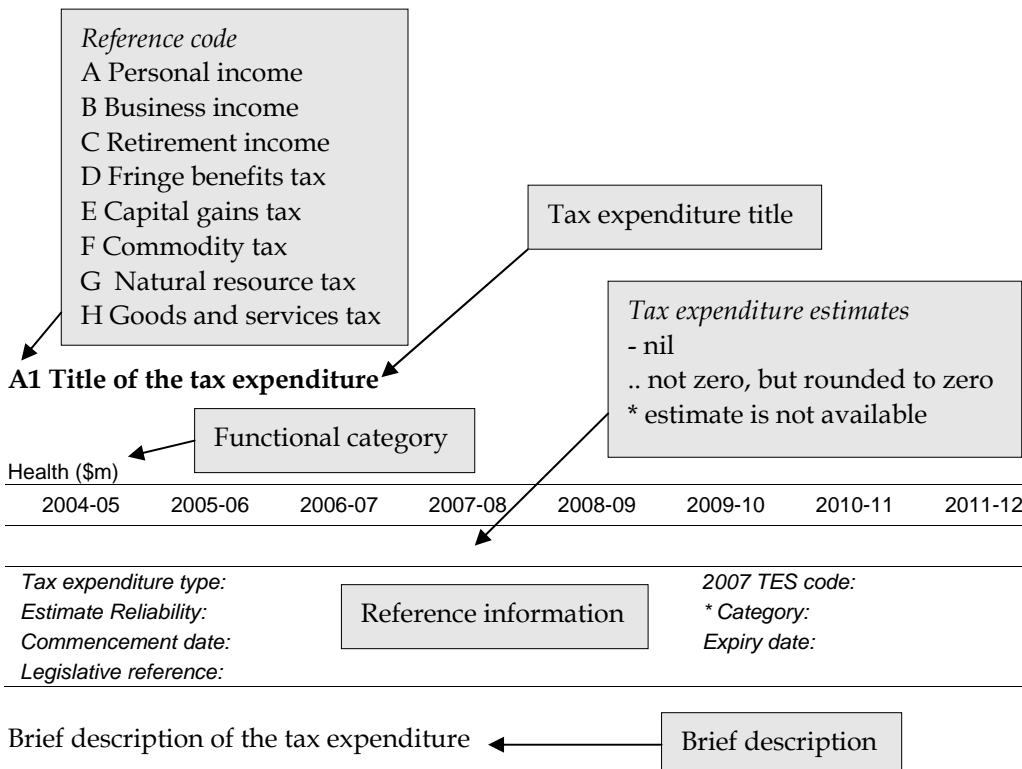 Reference code
A Personal income
B Business income
C Retirement income
D Fringe benefits tax
E Capital gains tax
F Commodity tax
G Natural resource tax
H Goods and services tax
Tax expenditure title
Tax expenditure estimates
- nil
.. not zero, but rounded to zero
* estimate is not available
A1 Title of the tax expenditure
Functional category
Health ($m)
2004-05 2005-06 2006-07 2007-08 2008-09 2009-10 2010-11 2011-12
Tax expenditure type: 2007 TES code:
Estimate Reliability: * Category:
Reference information
Commencement date: Expiry date:
Legislative reference:
Brief description of the tax expenditure
Brief description